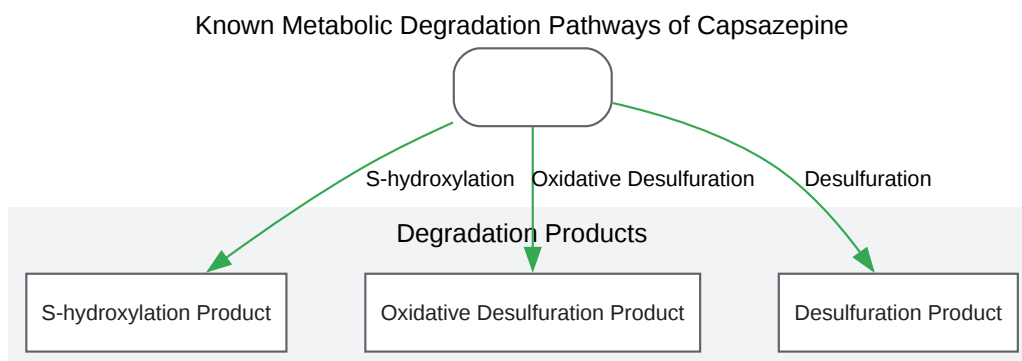 Known Metabolic Degradation Pathways of Capsazepine
S-hydroxylation
Oxidative Desulfuration
Desulfuration
Degradation Products
S-hydroxylation Product
Oxidative Desulfuration Product
Desulfuration Product